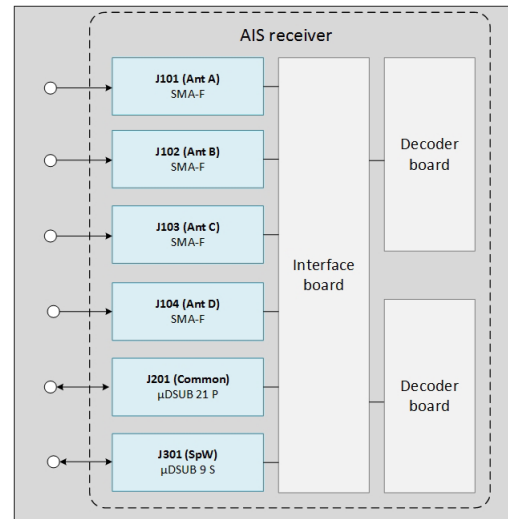 AIS receiver
J101 (Ant A)
SMA-F
J102 (Ant B)
SMA-F
J103 (Ant C)
SMA-F
J104 (Ant D)
SMA-F
J201 (Common)
μDSUB 21 P
J301 (SpW)
μDSUB 9 S
Interface
board
Decoder
board
Decoder
board